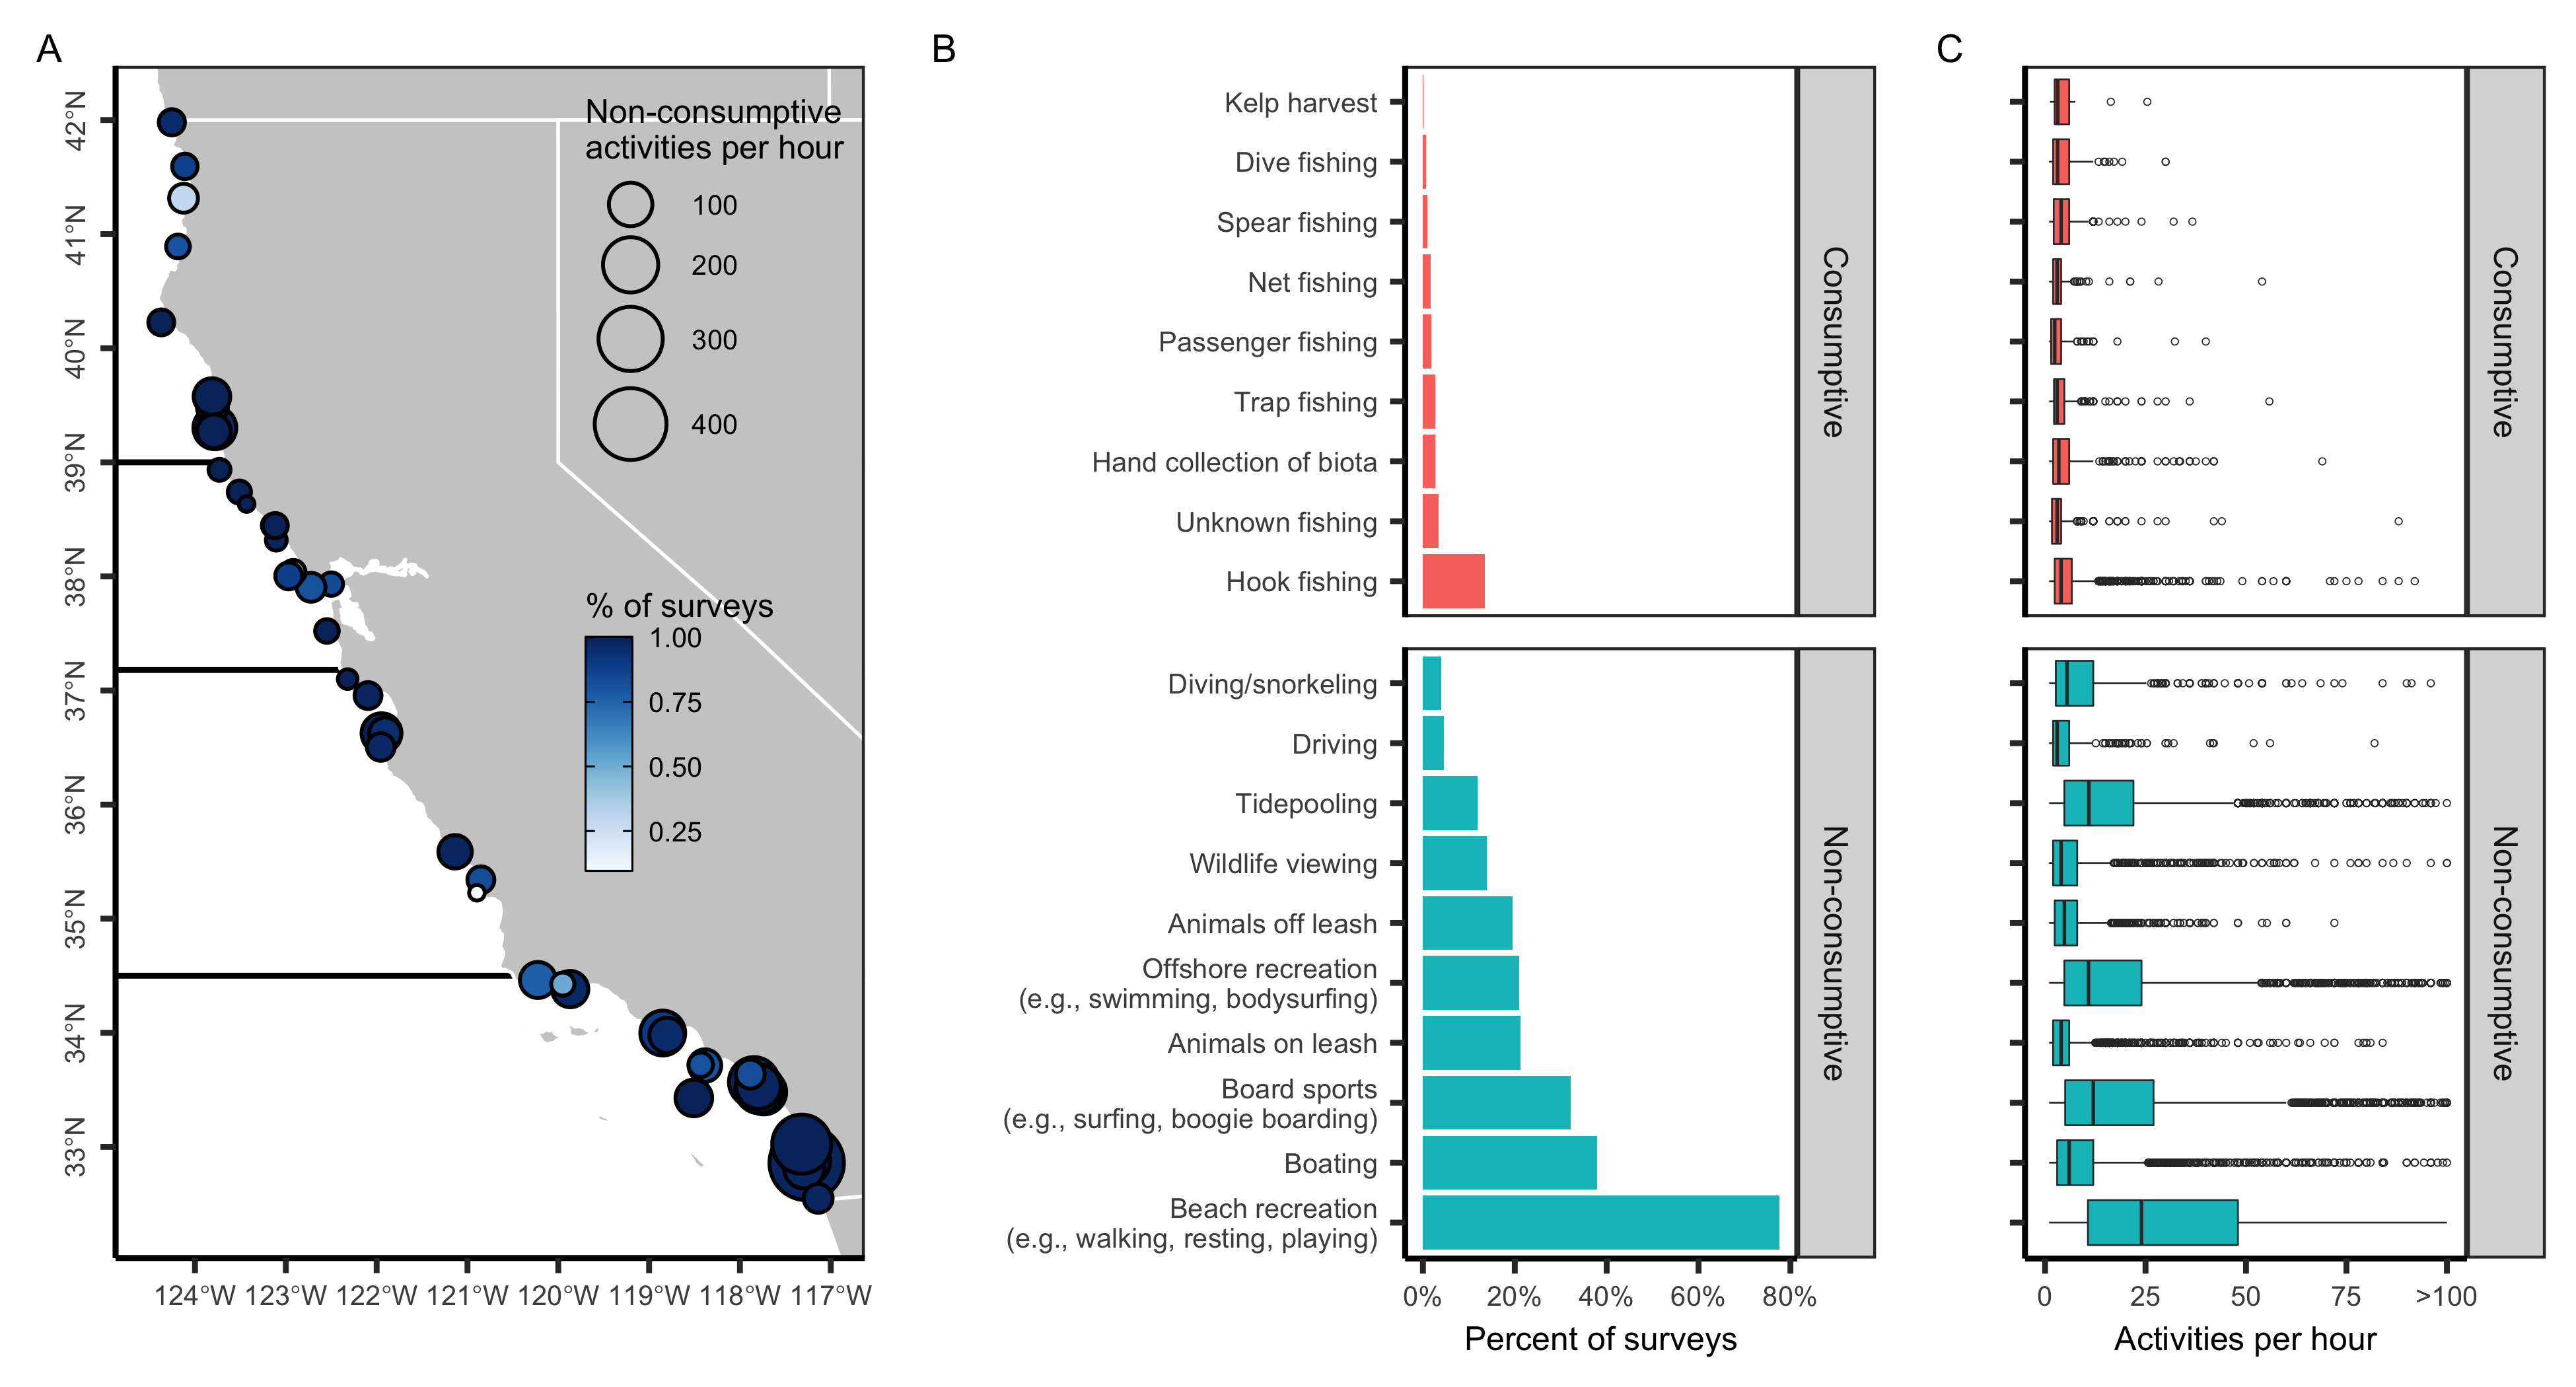 A
42°N
41°N
40°N
39°N
38°N
37°N
36°N
35°N
34°N
33°N
124°W 123°W 122°W 121°W 120°W 119°W 118°W 117°W
Non-consumptive
activities per hour
100
200
300
400
% of surveys
1.00
0.75
0.50
0.25
B
Kelp harvest
Dive fishing
Spear fishing
Net fishing
Passenger fishing
Trap fishing
Hand collection of biota
Unknown fishing
Hook fishing
Consumptive
Diving/snorkeling
Driving
Tidepooling
Wildlife viewing
Animals off leash
Offshore recreation
(e.g., swimming, bodysurfing)
Animals on leash
Board sports
(e.g., surfing, boogie boarding)
Boating
Beach recreation
(e.g., walking, resting, playing)
Non-consumptive
0% 20% 40% 60% 80%
Percent of surveys
C
Consumptive
Non-consumptive
0 25 50 75 >100
Activities per hour